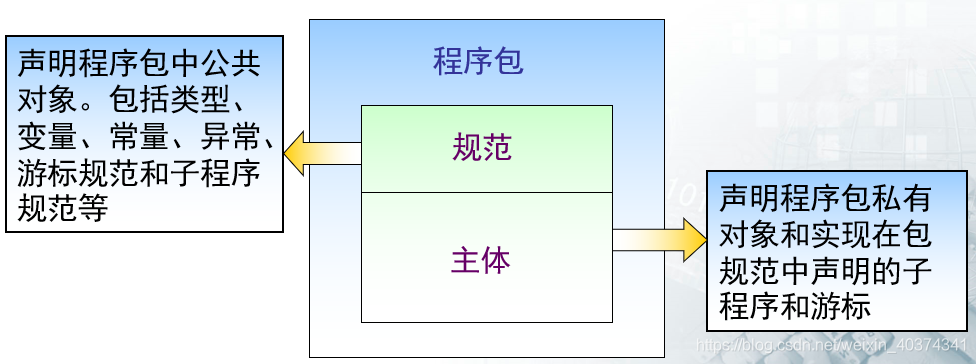 程序包
声明程序包中公共
对象。包括类型、
变量、常量、异常、
游标规范和子程序
规范等
规范
主体
声明程序包私有
对象和实现在包
规范中声明的子
程序和游标
https://blog.csdn.net/weixin_40374341